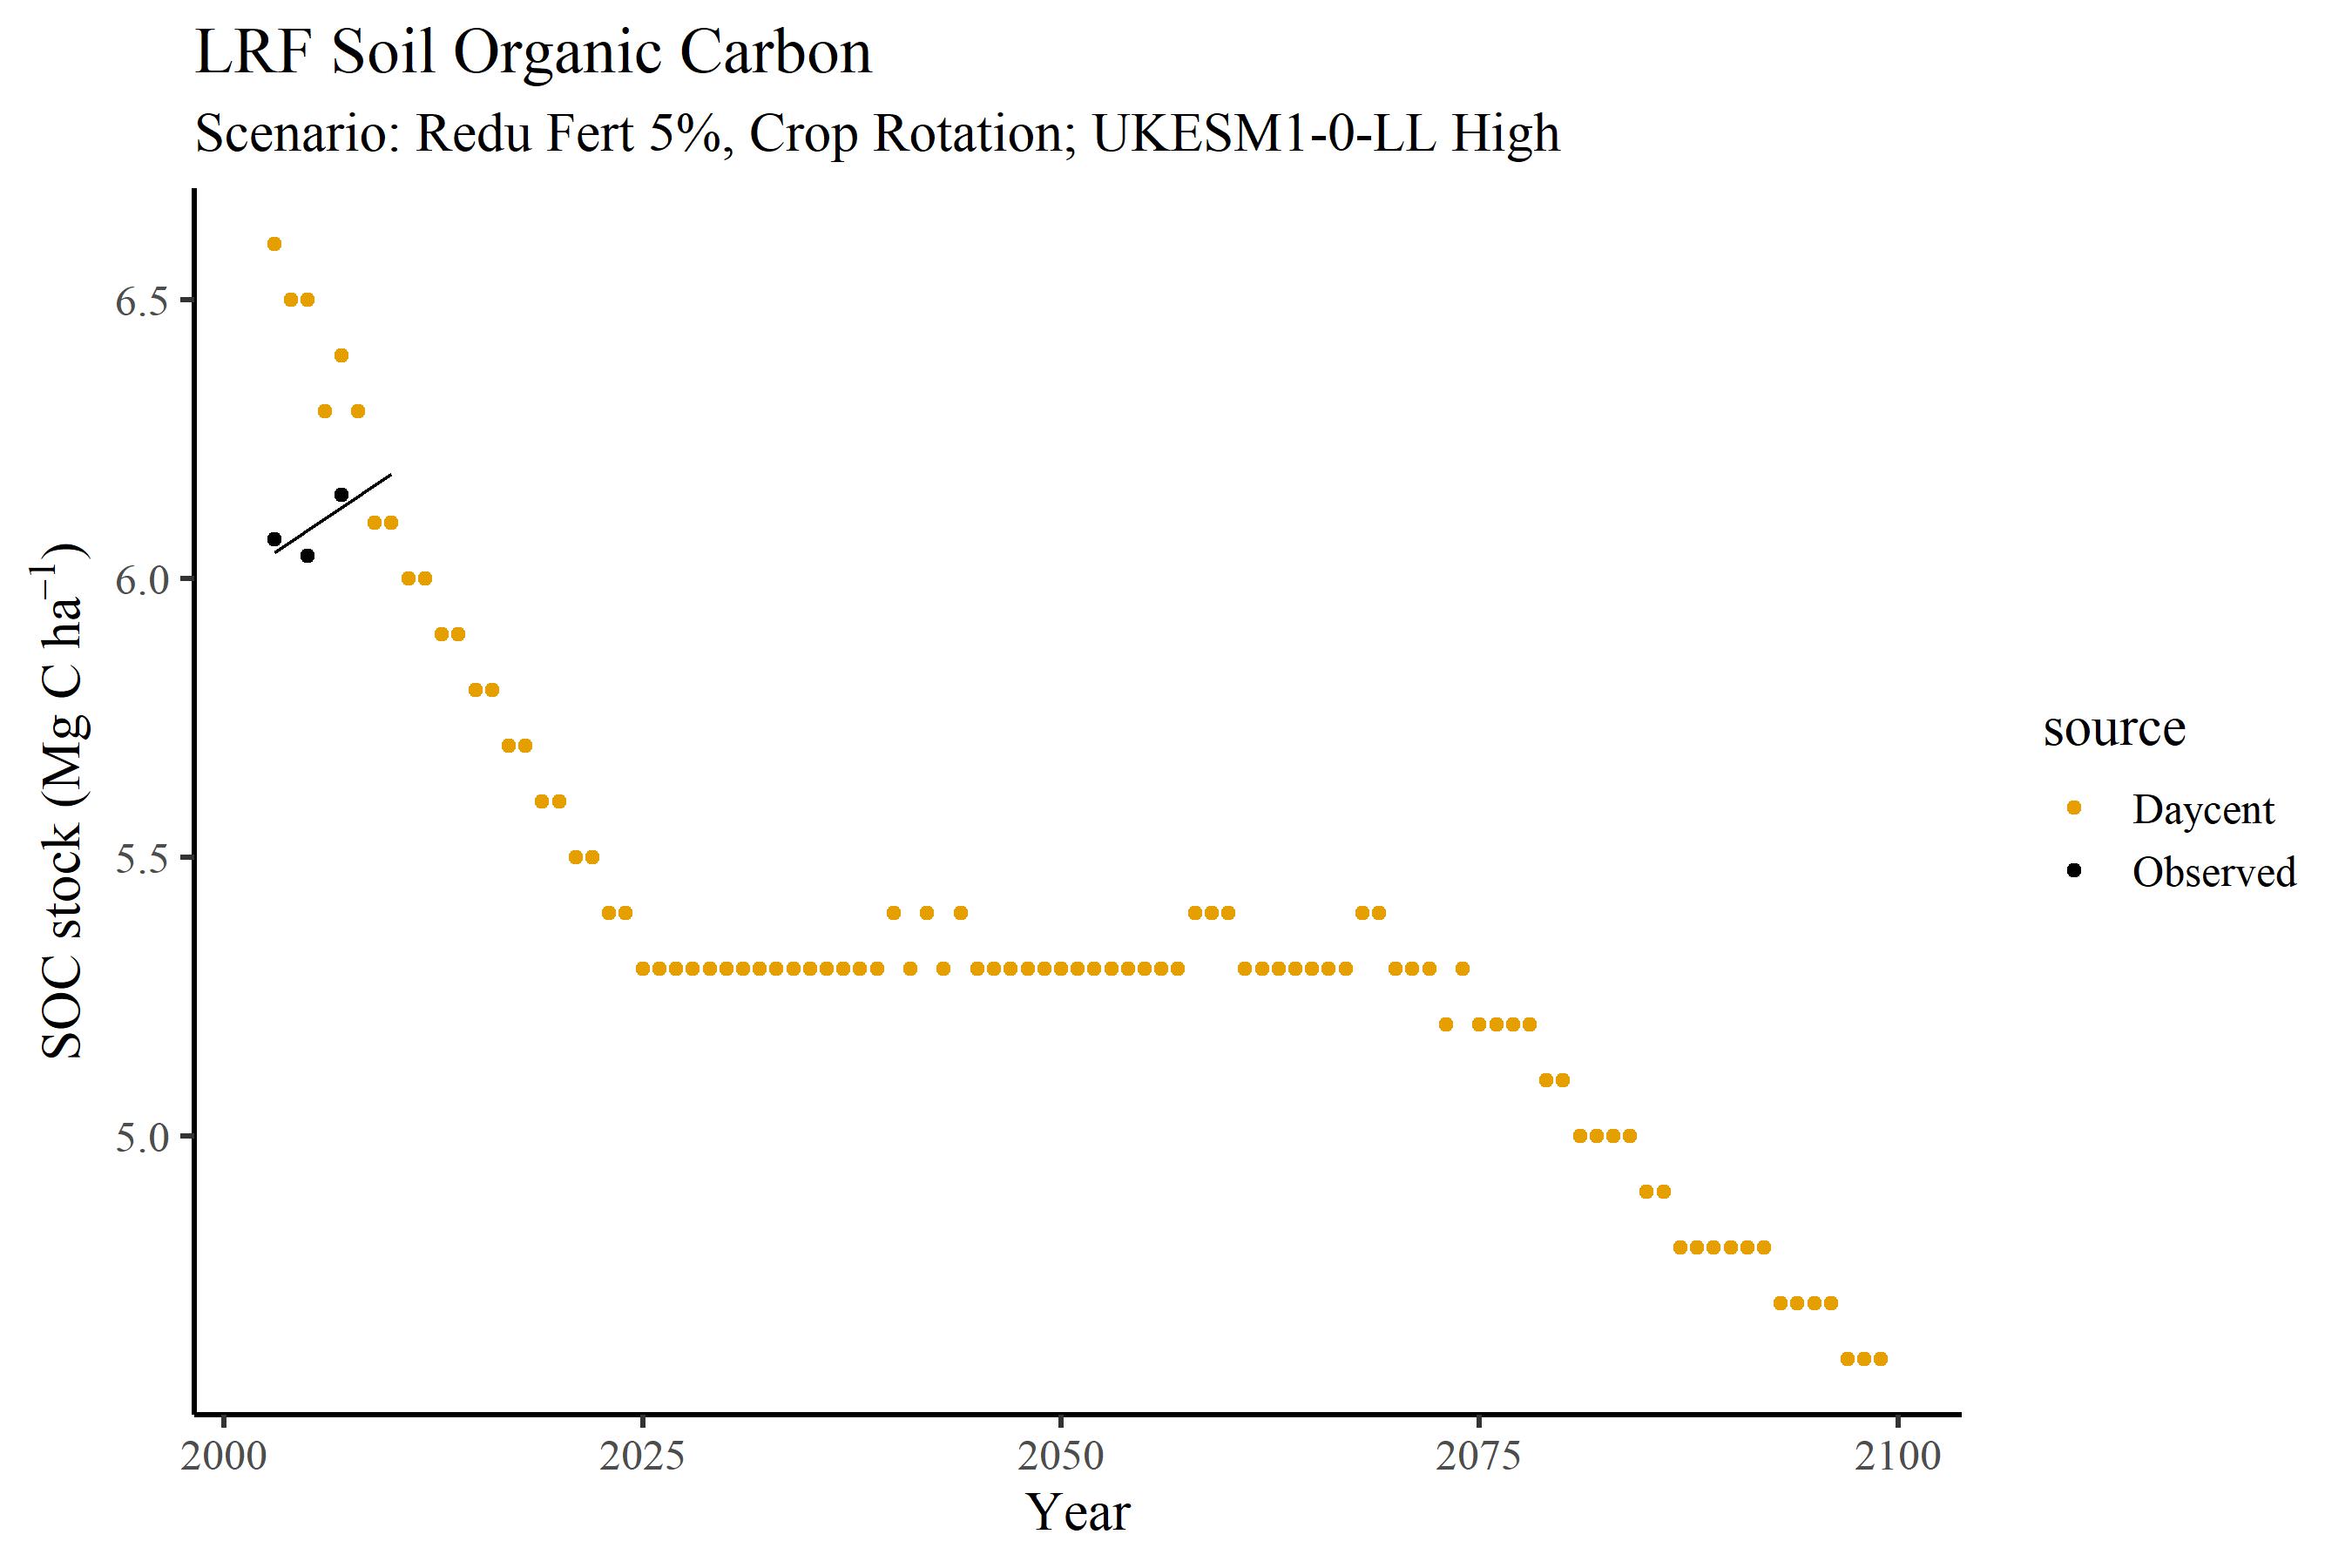 LRF Soil Organic Carbon
Scenario: Redu Fert 5%, Crop Rotation; UKESM1-0-LL High
SOC stock (Mg C ha⁻¹)
6.5
6.0
5.5
5.0
2000 2025 2050 2075 2100
Year
source
Daycent
Observed